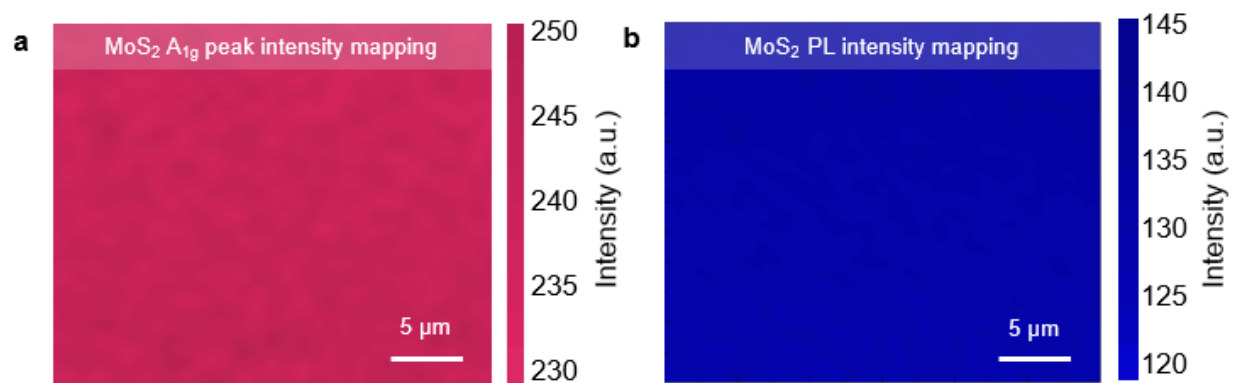 a
MoS₂ A₁g peak intensity mapping
250
245
240
235
230
Intensity (a.u.)
5 µm
b
MoS₂ PL intensity mapping
145
140
135
130
125
120
Intensity (a.u.)
5 µm